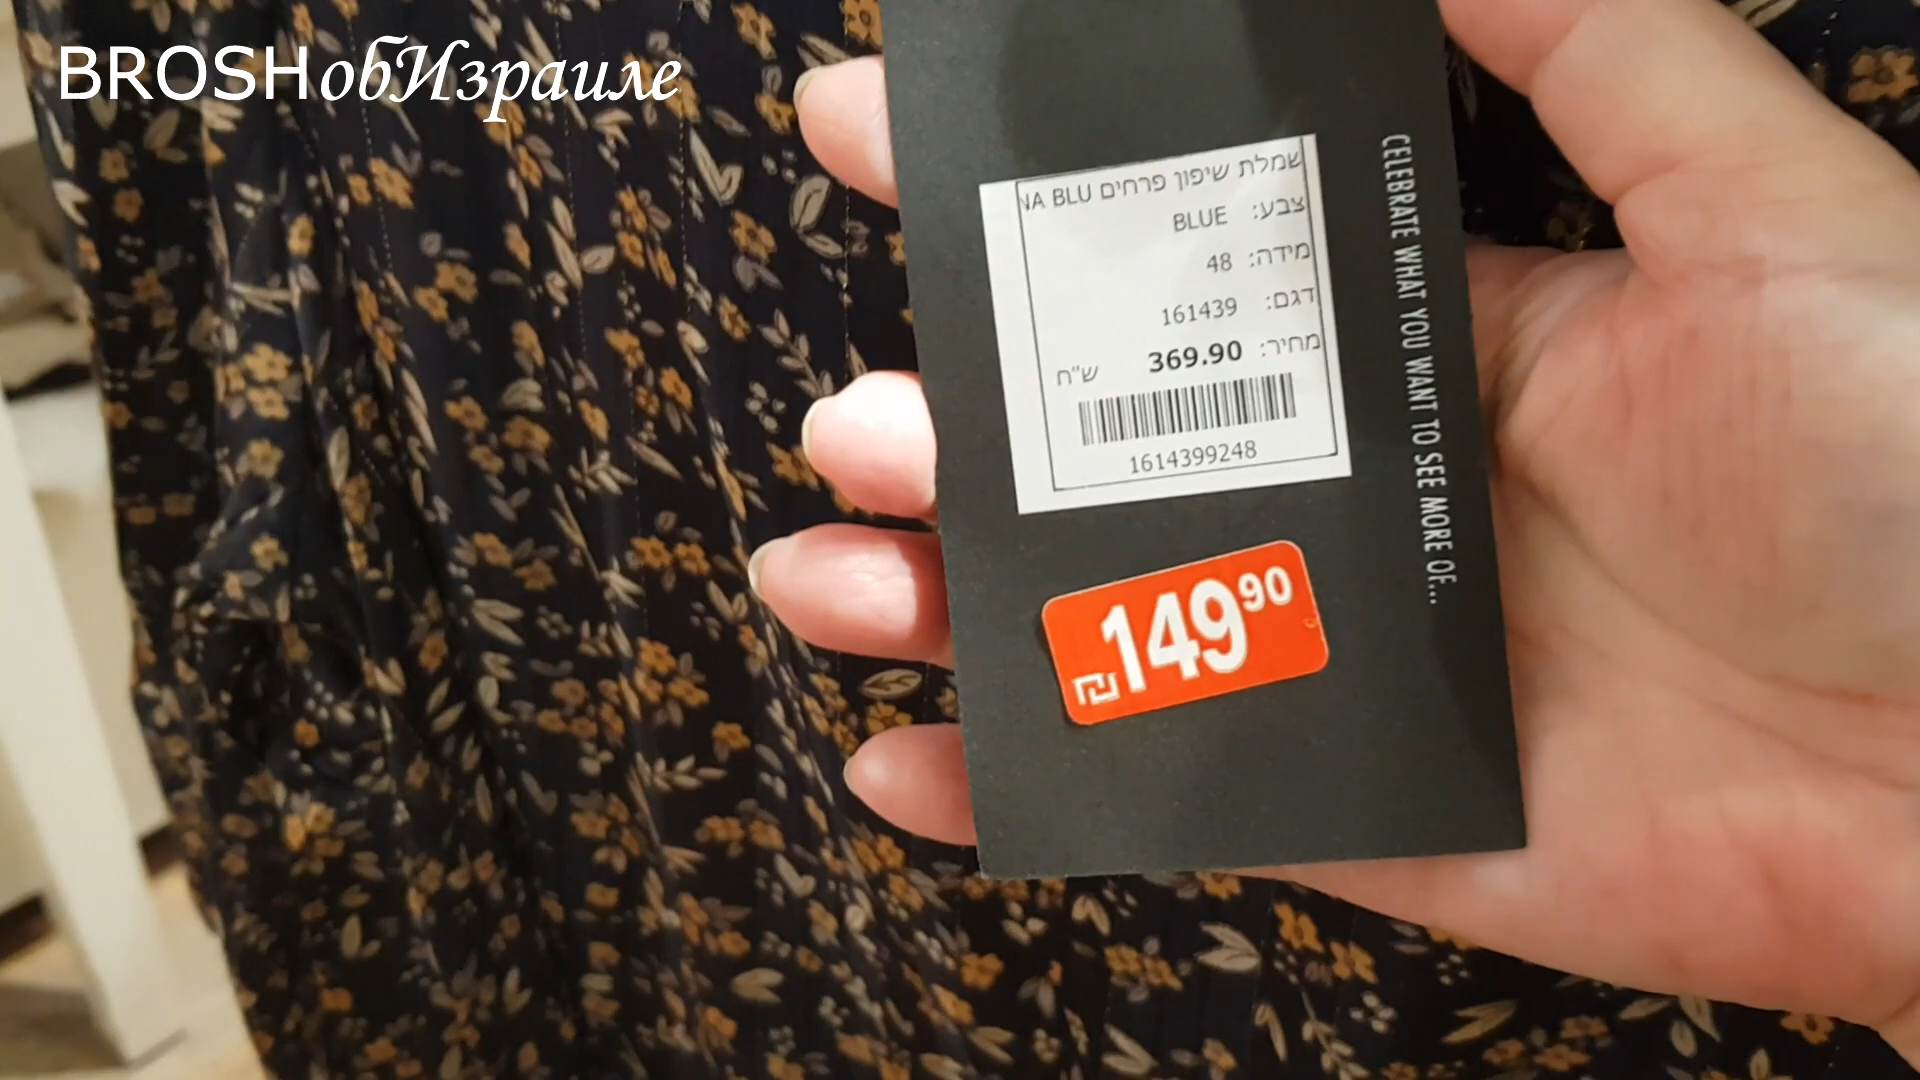 BROSHобИзраиле
שמלת שיפון פרחים NA BLU
צבע: BLUE
מידה: 48
דגם: 161439
מחיר: 369.90 ש"ח
1614399248
₪149 90
CELEBRATE WHAT YOU WANT TO SEE MORE OF...